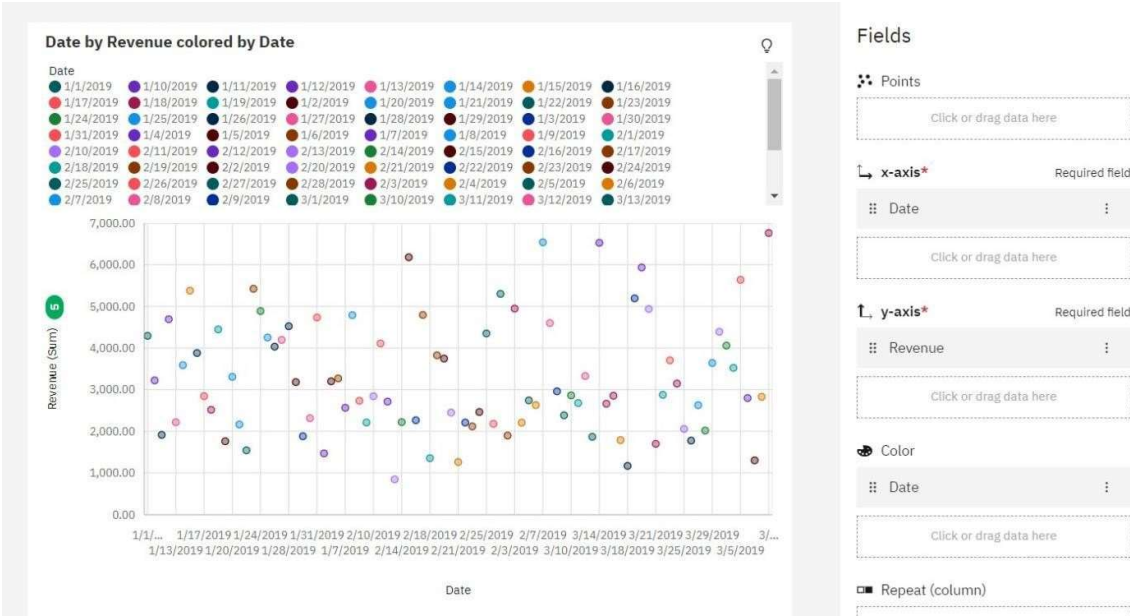 Date by Revenue colored by Date
Date
1/1/2019 1/10/2019 1/11/2019 1/12/2019 1/13/2019 1/14/2019 1/15/2019 1/16/2019
1/17/2019 1/18/2019 1/19/2019 1/2/2019 1/20/2019 1/21/2019 1/22/2019 1/23/2019
1/24/2019 1/25/2019 1/26/2019 1/27/2019 1/28/2019 1/29/2019 1/3/2019 1/30/2019
1/31/2019 1/4/2019 1/5/2019 1/6/2019 1/7/2019 1/8/2019 1/9/2019 2/1/2019
2/10/2019 2/11/2019 2/12/2019 2/13/2019 2/14/2019 2/15/2019 2/16/2019 2/17/2019
2/18/2019 2/19/2019 2/2/2019 2/20/2019 2/21/2019 2/22/2019 2/23/2019 2/24/2019
2/25/2019 2/26/2019 2/27/2019 2/28/2019 2/3/2019 2/4/2019 2/5/2019 2/6/2019
2/7/2019 2/8/2019 2/9/2019 3/1/2019 3/10/2019 3/11/2019 3/12/2019 3/13/2019
7,000.00
6,000.00
5,000.00
4,000.00
3,000.00
2,000.00
1,000.00
0.00
Revenue (Sum) 5
1/1/... 1/17/2019 1/24/2019 1/31/2019 2/10/2019 2/18/2019 2/25/2019 2/7/2019 3/14/2019 3/21/2019 3/29/2019 3/...
1/13/2019 1/20/2019 1/28/2019 1/7/2019 2/14/2019 2/21/2019 2/3/2019 3/10/2019 3/18/2019 3/25/2019 3/5/2019
Date
Fields
Points
Click or drag data here
x-axis* Required field
Date
Click or drag data here
y-axis* Required field
Revenue
Click or drag data here
Color
Date
Click or drag data here
Repeat (column)